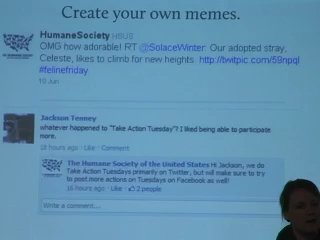 Create your own memes.
HumaneSociety HSUS
OMG how adorable! RT @SolaceWinter: Our adopted stray,
Celeste, likes to climb for new heights. http://twitpic.com/59npql
#felinefriday
10 Jun
Jackson Tenney
whatever happened to "Take Action Tuesday"? I liked being able to participate
more.
18 hours ago · Like · Comment
The Humane Society of the United States Hi Jackson, we do
Take Action Tuesdays primarily on Twitter, but will make sure to try
to post more actions on Tuesdays on Facebook as well!
16 hours ago · Like · 2 people
Write a comment...